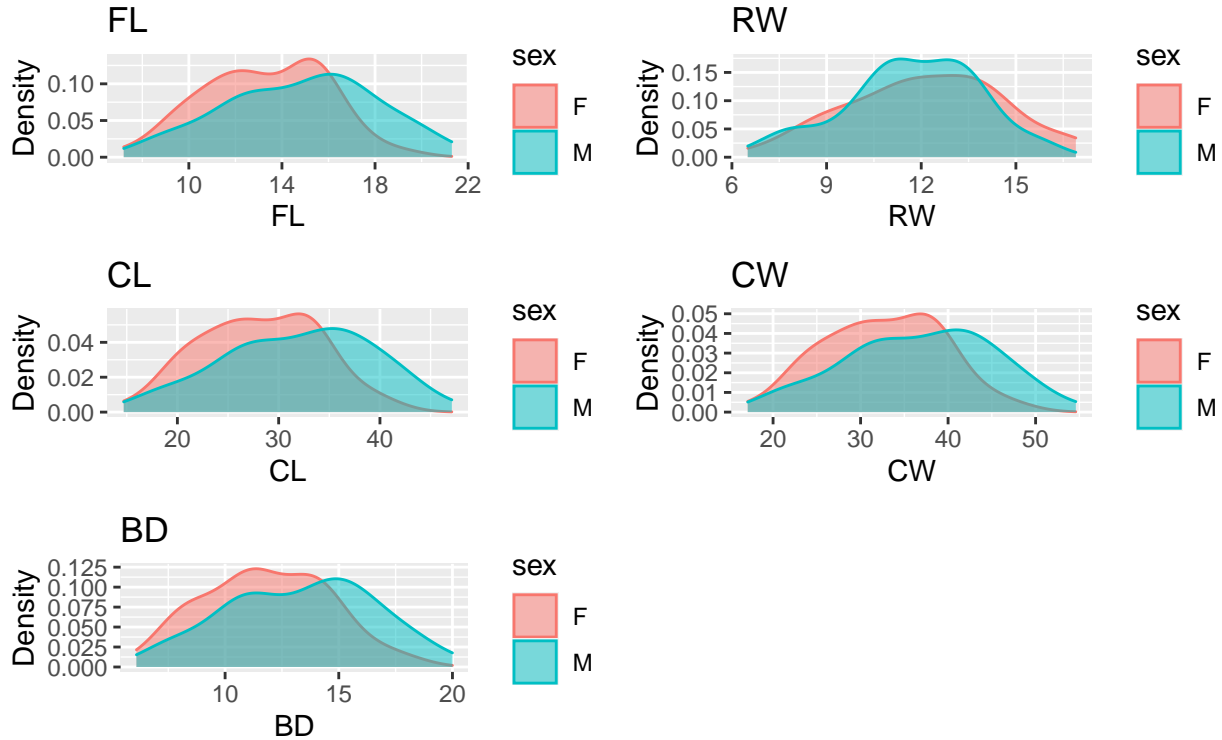 FL
Density
0.10
0.05
0.00
10 14 18 22
FL
sex
F
M
RW
Density
0.15
0.10
0.05
0.00
6 9 12 15
RW
sex
F
M
CL
Density
0.04
0.02
0.00
20 30 40
CL
sex
F
M
CW
Density
0.05
0.04
0.03
0.02
0.01
0.00
20 30 40 50
CW
sex
F
M
BD
Density
0.125
0.100
0.075
0.050
0.025
0.000
10 15 20
BD
sex
F
M